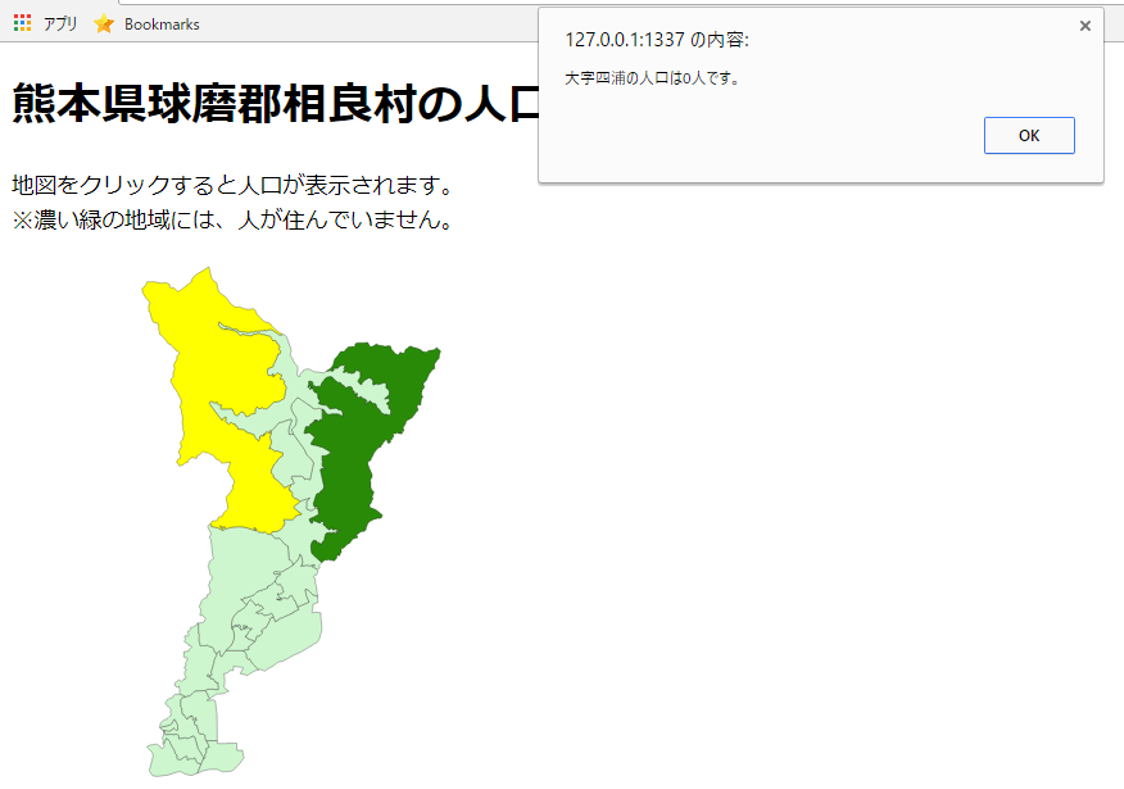 アプリ Bookmarks
127.0.0.1:1337 の内容:
大字四浦の人口は0人です。
OK
熊本県球磨郡相良村の人口
地図をクリックすると人口が表示されます。
※濃い緑の地域には、人が住んでいません。